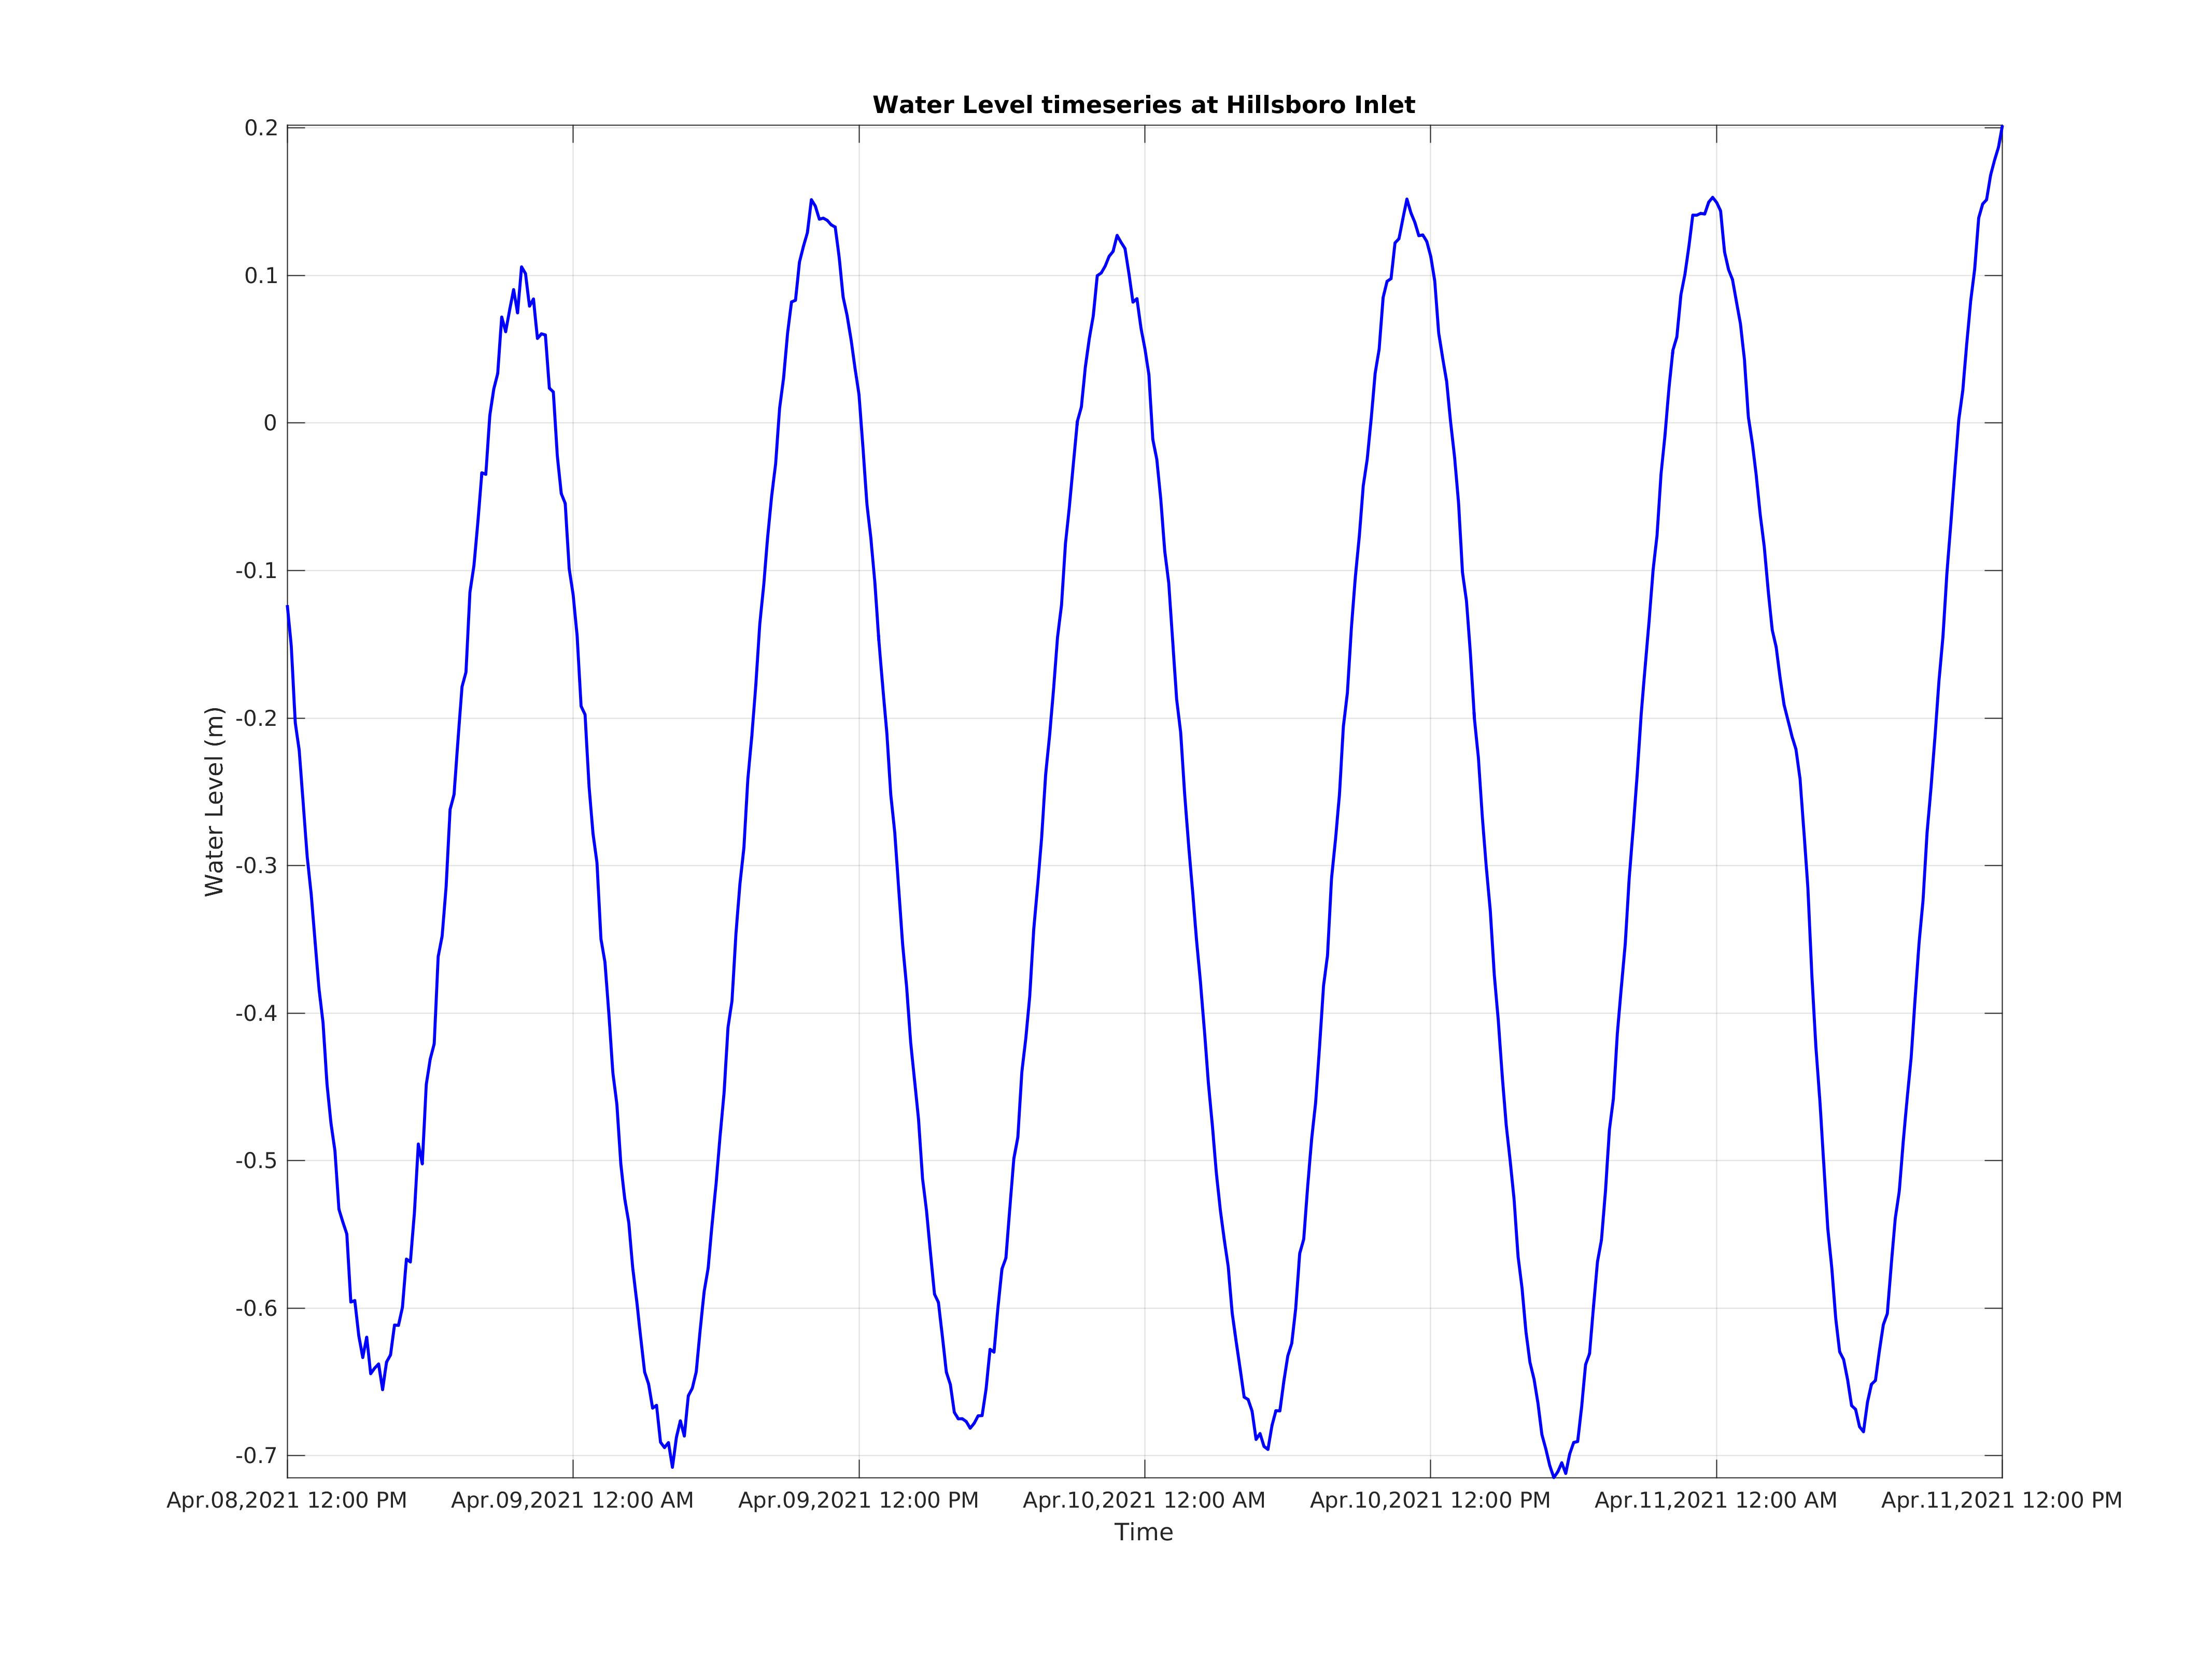 Water Level timeseries at Hillsboro Inlet
0.2
0.1
0
-0.1
-0.2
-0.3
-0.4
-0.5
-0.6
-0.7
Water Level (m)
Apr.08,2021 12:00 PM Apr.09,2021 12:00 AM Apr.09,2021 12:00 PM Apr.10,2021 12:00 AM Apr.10,2021 12:00 PM Apr.11,2021 12:00 AM Apr.11,2021 12:00 PM
Time